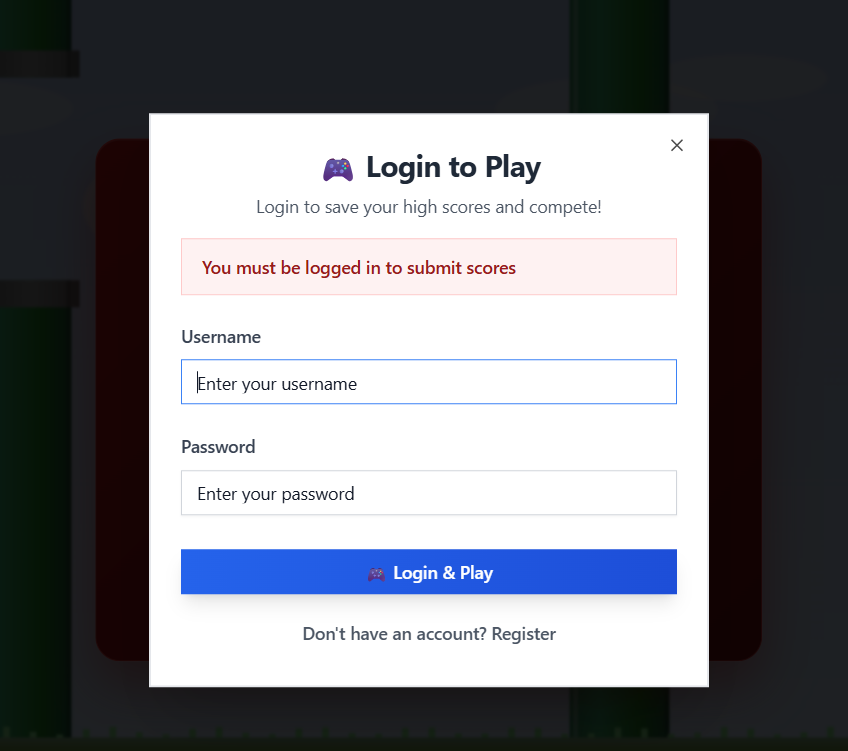 Login to Play
Login to save your high scores and compete!
You must be logged in to submit scores
Username
Enter your username
Password
Enter your password
Login & Play
Don't have an account? Register